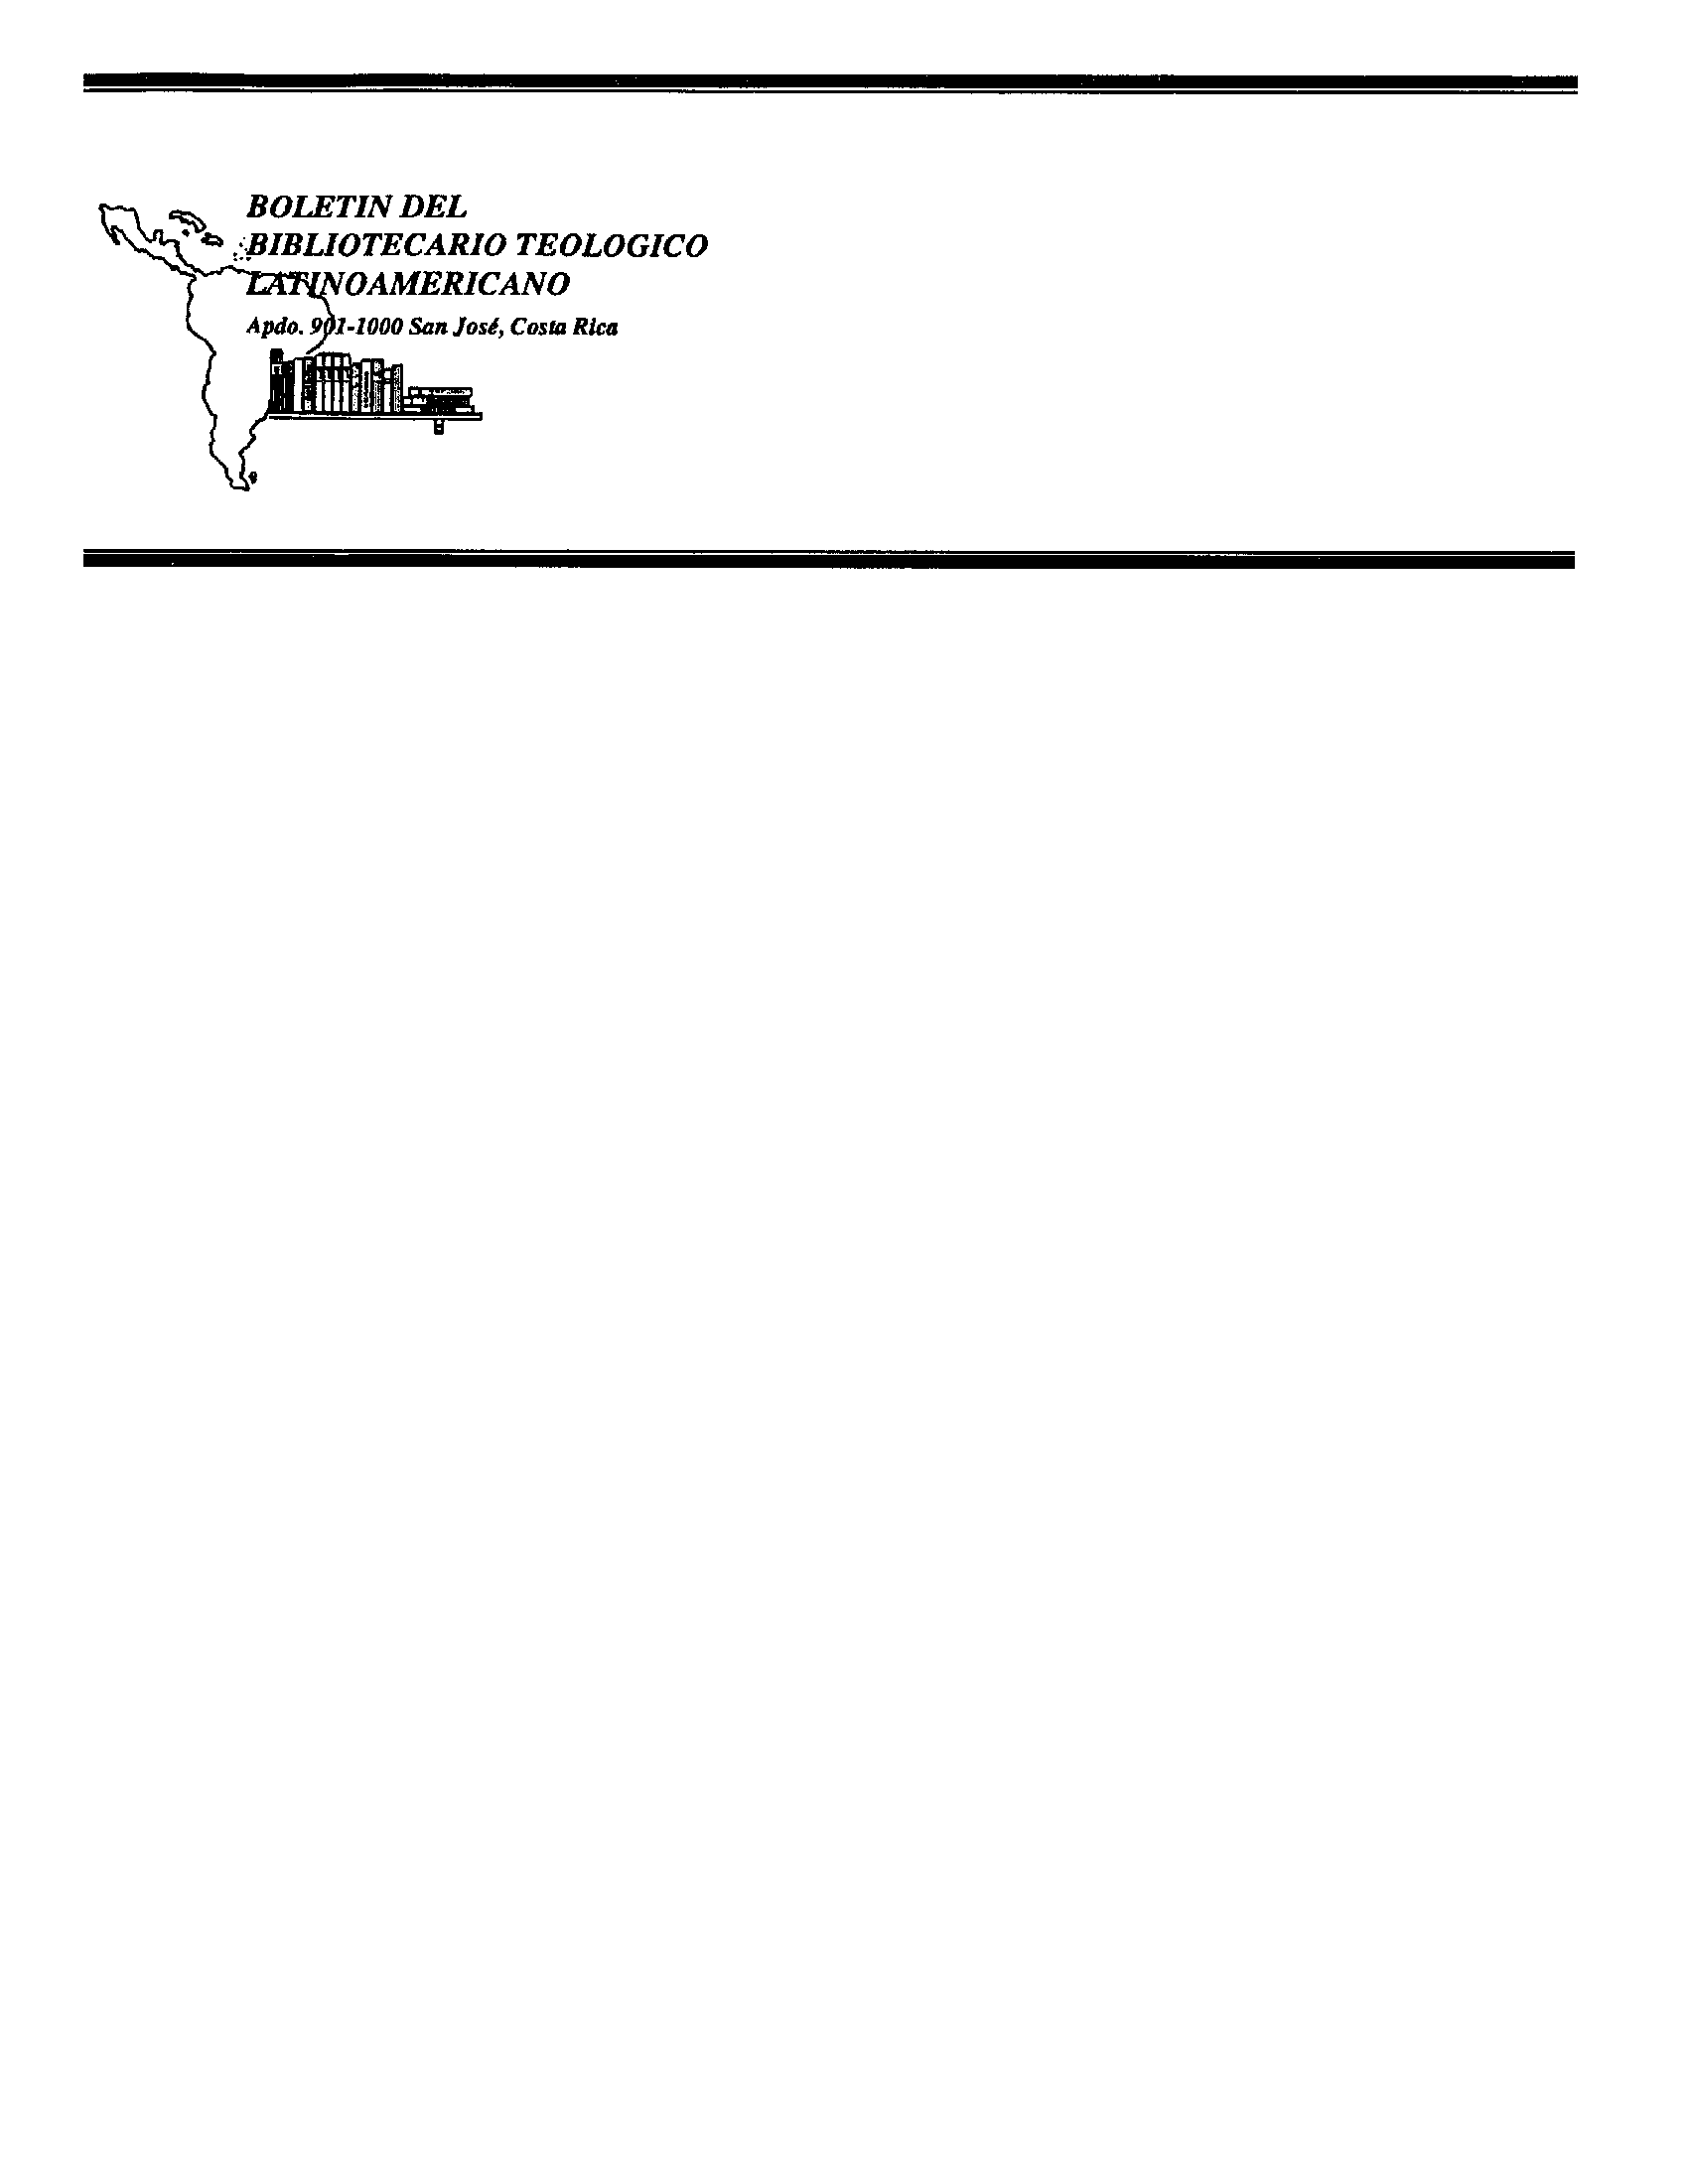 BOLETIN DEL
BIBLIOTECARIO TEOLOGICO
LATINOAMERICANO
Apdo. 901-1000 San José, Costa Rica